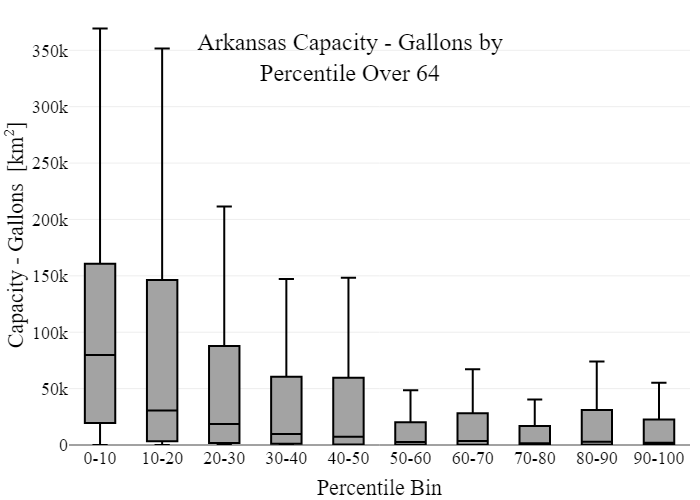 Arkansas Capacity - Gallons by
Percentile Over 64
Capacity - Gallons [km²]
350k
300k
250k
200k
150k
100k
50k
0
0-10 10-20 20-30 30-40 40-50 50-60 60-70 70-80 80-90 90-100
Percentile Bin